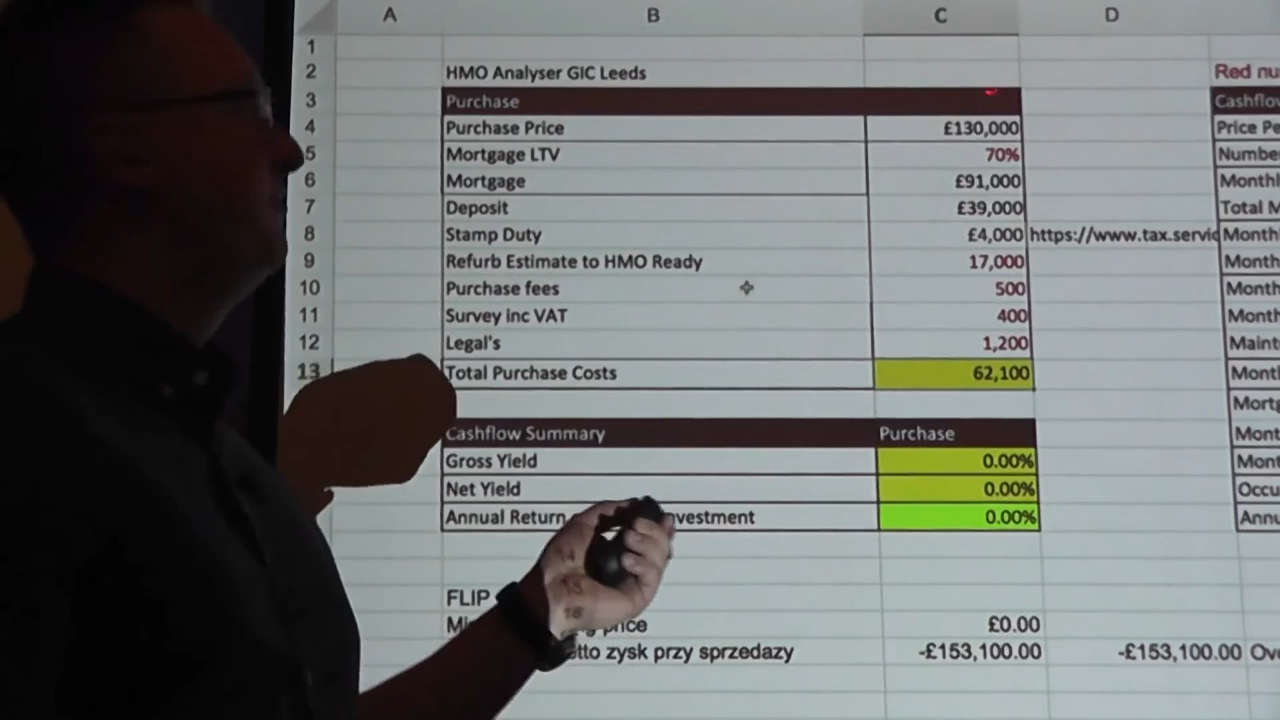 A B C D
1
2 HMO Analyser GIC Leeds Red nu
3 Purchase Cashflo
4 Purchase Price £130,000 Price Pe
5 Mortgage LTV 70% Numbe
6 Mortgage £91,000 Monthl
7 Deposit £39,000 Total M
8 Stamp Duty £4,000 https://www.tax.servic Month
9 Refurb Estimate to HMO Ready 17,000 Month
10 Purchase fees 500 Month
11 Survey inc VAT 400 Month
12 Legal's 1,200 Maint
13 Total Purchase Costs 62,100 Mont
Mortg
Cashflow Summary Purchase Mont
Gross Yield 0.00% Mont
Net Yield 0.00% Occu
Annual Return nvestment 0.00% Annu
FLIP
price £0.00
tto zysk przy sprzedazy -£153,100.00 -£153,100.00 Ove